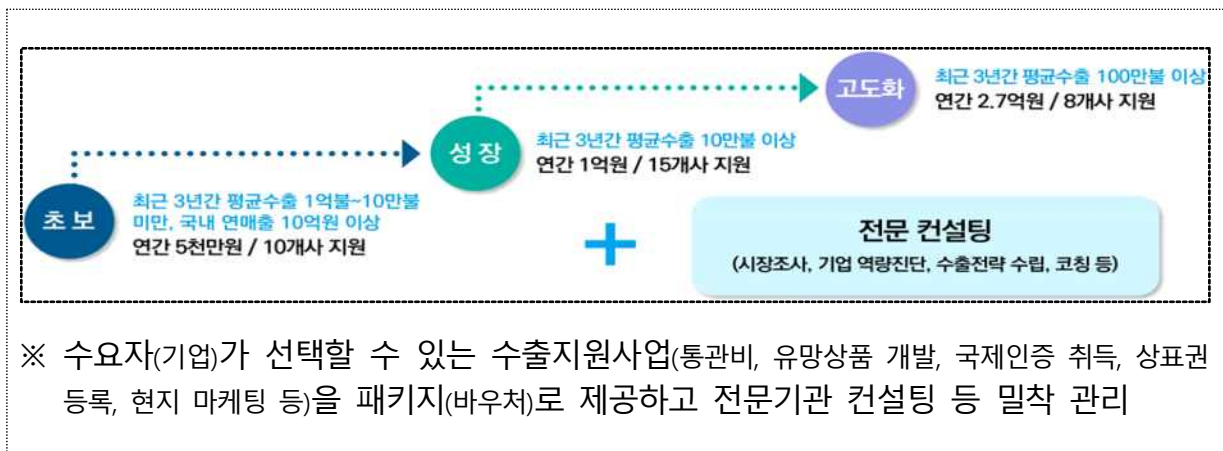 고도화
최근 3년간 평균수출 100만불 이상
연간 2.7억원 / 8개사 지원
성 장
최근 3년간 평균수출 10만불 이상
연간 1억원 / 15개사 지원
초 보
최근 3년간 평균수출 1억불~10만불
미만, 국내 연매출 10억원 이상
연간 5천만원 / 10개사 지원
+
전문 컨설팅
(시장조사, 기업 역량진단, 수출전략 수립, 코칭 등)
※ 수요자(기업)가 선택할 수 있는 수출지원사업(통관비, 유망상품 개발, 국제인증 취득, 상표권
등록, 현지 마케팅 등)을 패키지(바우처)로 제공하고 전문기관 컨설팅 등 밀착 관리